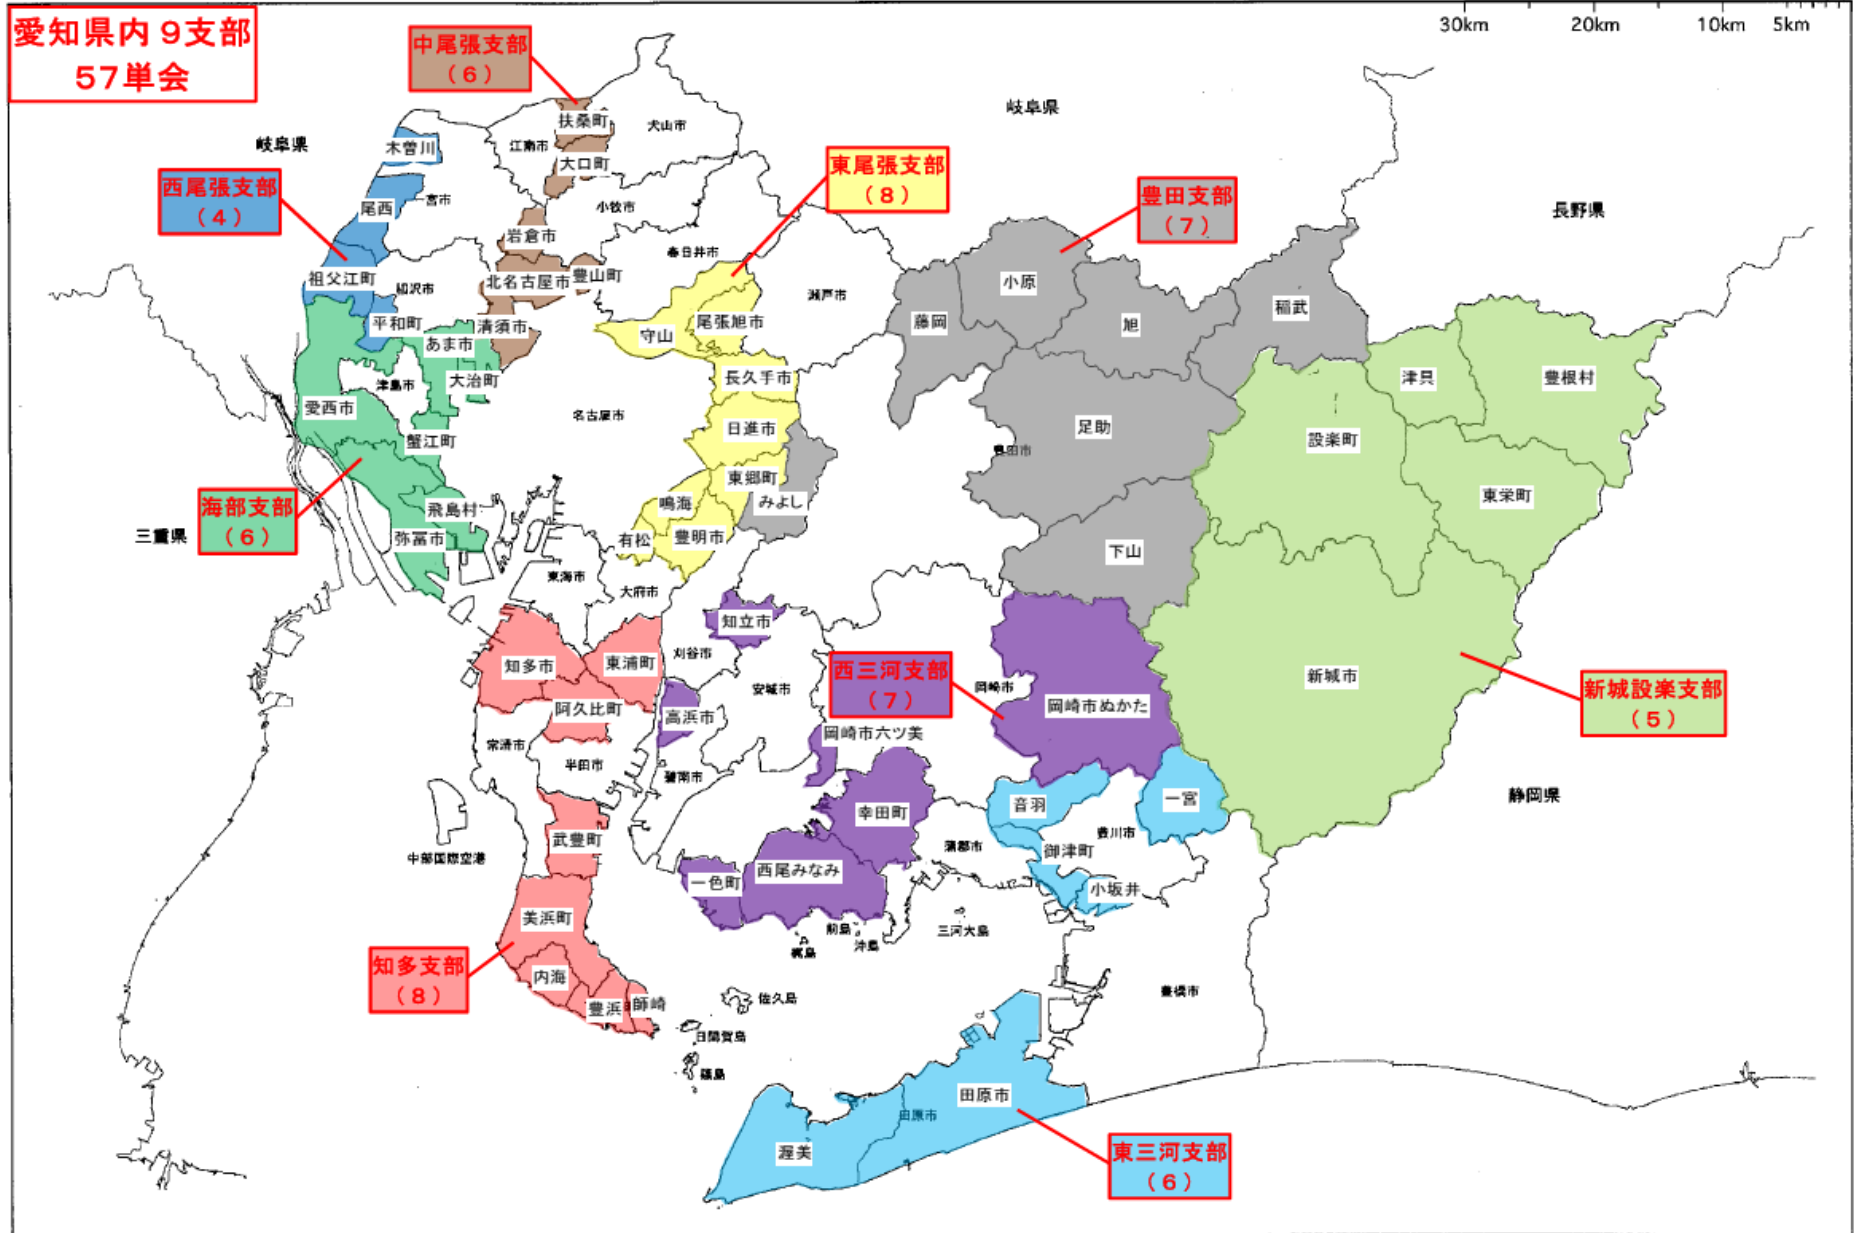 愛知県内９支部
57単会
30km
20km
10km
5km
中尾張支部
（６）
岐阜県
岐阜県
長野県
三重県
静岡県
西尾張支部
（４）
東尾張支部
（８）
豊田支部
（７）
海部支部
（６）
西三河支部
（７）
新城設楽支部
（５）
知多支部
（８）
東三河支部
（６）
扶桑町
犬山市
江南市
大口町
木曽川
尾西
一宮市
小牧市
岩倉市
春日井市
祖父江町
稲沢市
北名古屋市
豊山町
瀬戸市
平和町
清須市
あま市
守山
尾張旭市
津島市
大治町
長久手市
愛西市
名古屋市
蟹江町
日進市
東郷町
みよし
鳴海
飛島村
弥冨市
有松
豊明市
東海市
大府市
藤岡
小原
旭
稲武
足助
豊田市
下山
津具
豊根村
設楽町
東栄町
新城市
知立市
知多市
東浦町
刈谷市
安城市
岡崎市
岡崎市ぬかた
阿久比町
高浜市
岡崎市六ツ美
常滑市
半田市
碧南市
幸田町
音羽
一宮
中部国際空港
武豊町
蒲郡市
豊川市
御津町
一色町
西尾みなみ
小坂井
美浜町
前島
沖島
梶島
三河大島
内海
豊浜
師崎
佐久島
日間賀島
篠島
豊橋市
田原市
田原市
渥美